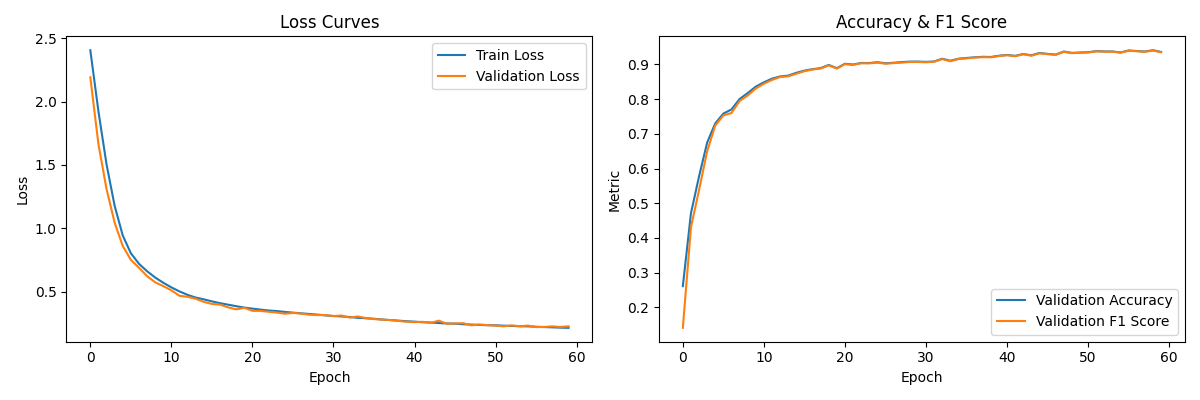 Loss Curves
2.5
2.0
1.5
1.0
0.5
Loss
0 10 20 30 40 50 60
Epoch
Train Loss
Validation Loss
Accuracy & F1 Score
0.9
0.8
0.7
0.6
0.5
0.4
0.3
0.2
Metric
0 10 20 30 40 50 60
Epoch
Validation Accuracy
Validation F1 Score